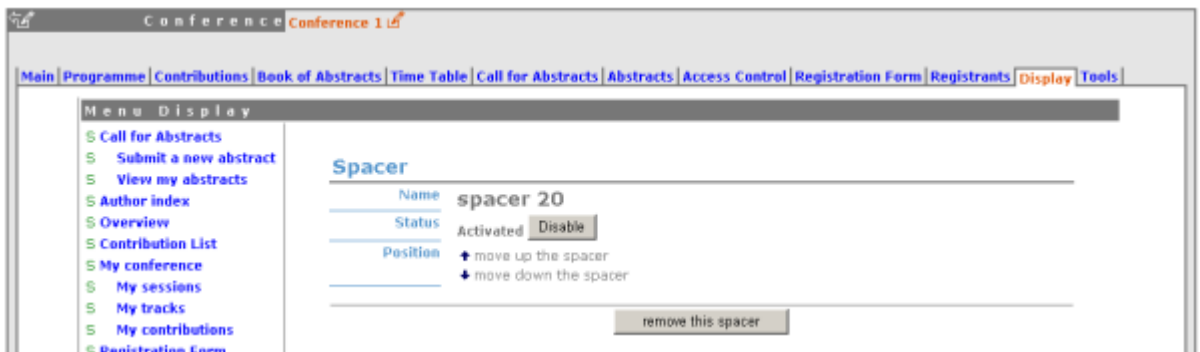 Conference Conference 1
Main Programme Contributions Book of Abstracts Time Table Call for Abstracts Abstracts Access Control Registration Form Registrants Display Tools
Menu Display
S Call for Abstracts
S Submit a new abstract
S View my abstracts
S Author index
S Overview
S Contribution List
S My conference
S My sessions
S My tracks
S My contributions
S Registration Form
Spacer
Name spacer 20
Status Activated Disable
Position move up the spacer
move down the spacer
remove this spacer